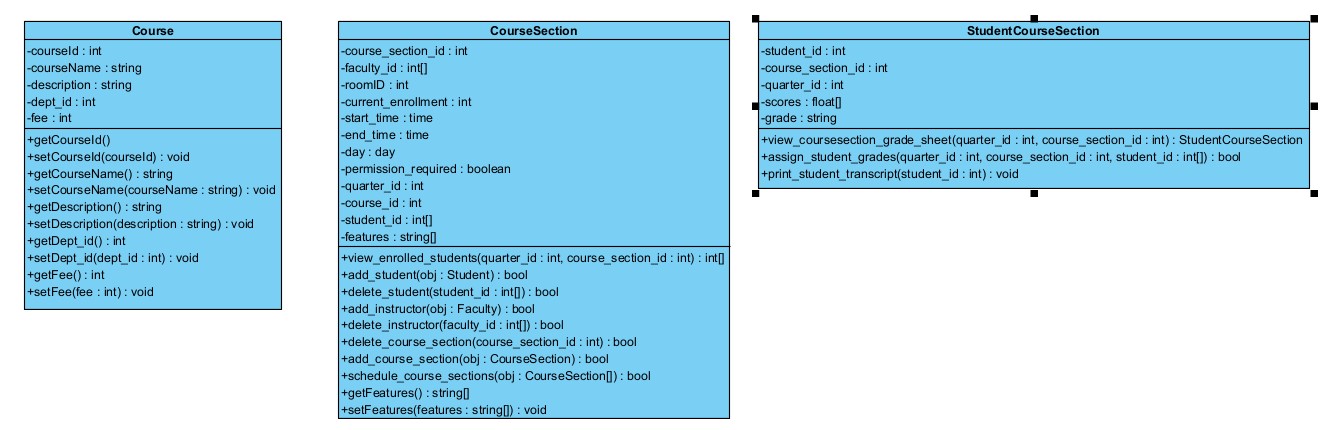 Course
-courseId : int
-courseName : string
-description : string
-dept_id : int
-fee : int
+getCourseId()
+setCourseId(courseId) : void
+getCourseName() : string
+setCourseName(courseName : string) : void
+getDescription() : string
+setDescription(description : string) : void
+getDept_id() : int
+setDept_id(dept_id : int) : void
+getFee() : int
+setFee(fee : int) : void
CourseSection
-course_section_id : int
-faculty_id : int[]
-roomID : int
-current_enrollment : int
-start_time : time
-end_time : time
-day : day
-permission_required : boolean
-quarter_id : int
-course_id : int
-student_id : int[]
-features : string[]
+view_enrolled_students(quarter_id : int, course_section_id : int) : int[]
+add_student(obj : Student) : bool
+delete_student(student_id : int[]) : bool
+add_instructor(obj : Faculty) : bool
+delete_instructor(faculty_id : int[]) : bool
+delete_course_section(course_section_id : int) : bool
+add_course_section(obj : CourseSection) : bool
+schedule_course_sections(obj : CourseSection[]) : bool
+getFeatures() : string[]
+setFeatures(features : string[]) : void
StudentCourseSection
-student_id : int
-course_section_id : int
-quarter_id : int
-scores : float[]
-grade : string
+view_coursesection_grade_sheet(quarter_id : int, course_section_id : int) : StudentCourseSection
+assign_student_grades(quarter_id : int, course_section_id : int, student_id : int[]) : bool
+print_student_transcript(student_id : int) : void